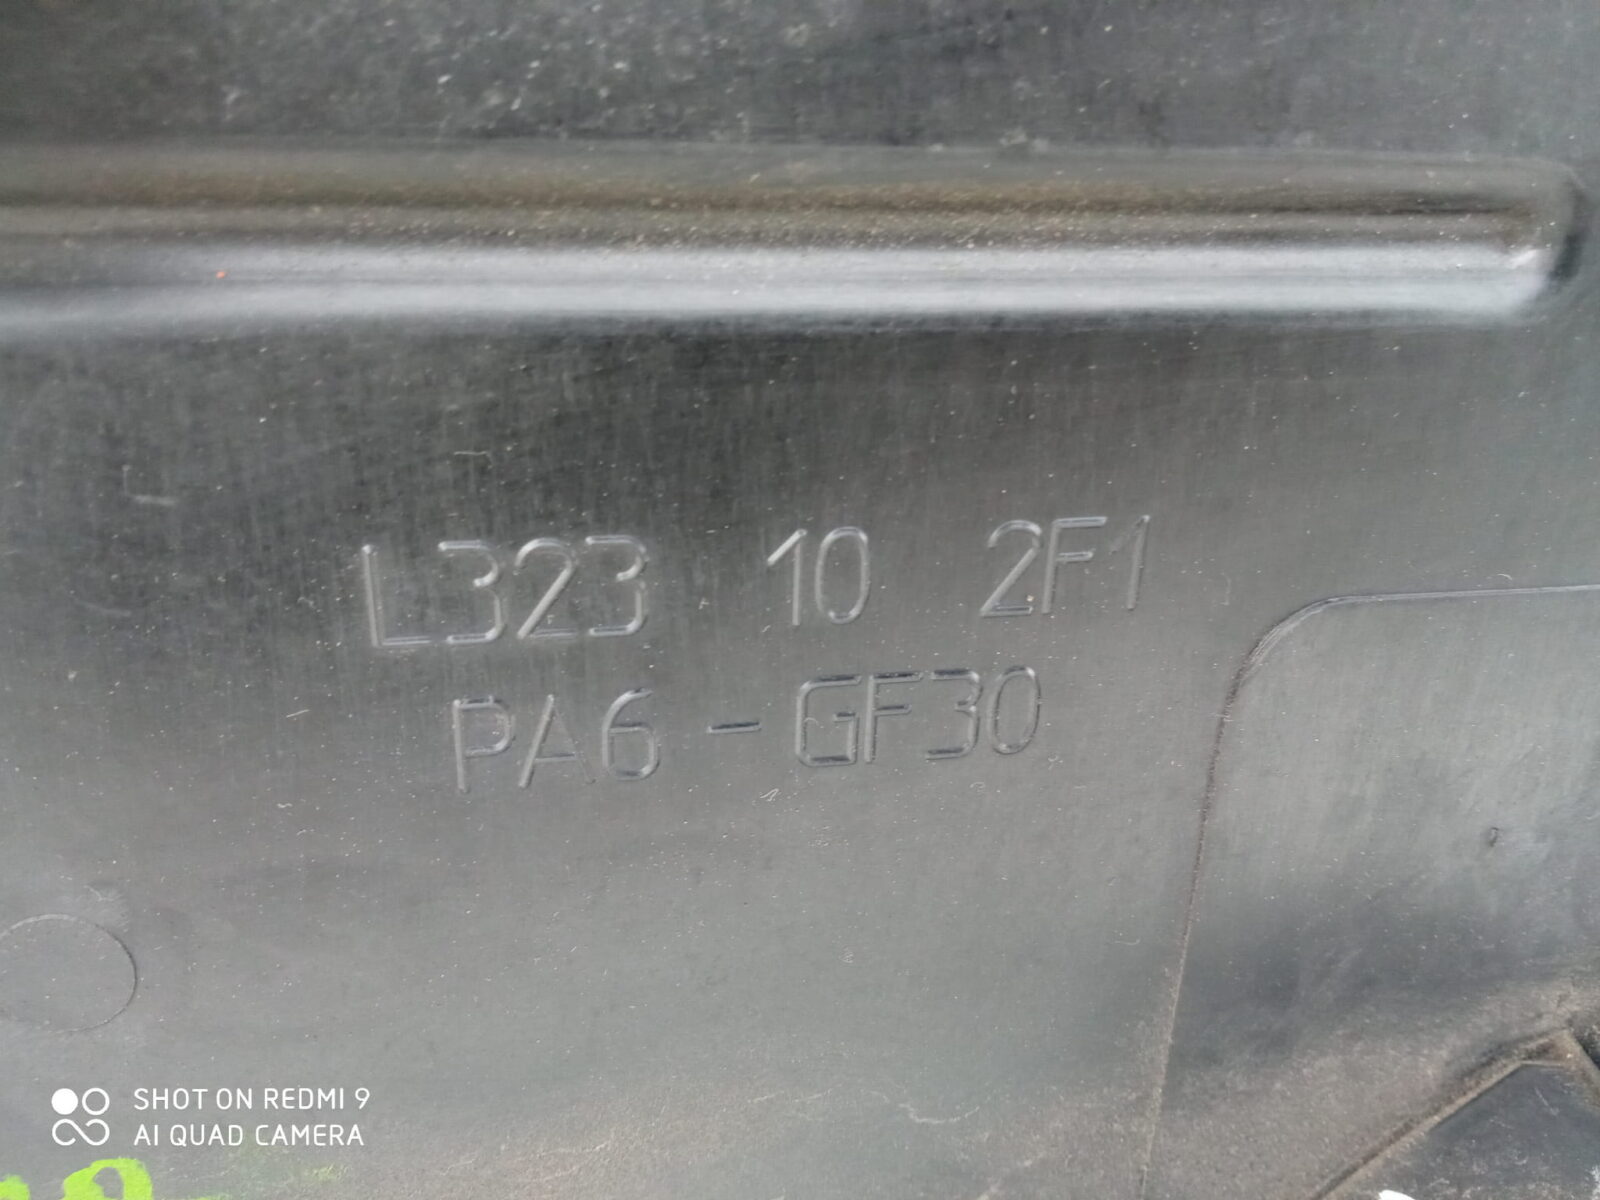 L323 10 2F1
PA6-GF30
SHOT ON REDMI 9
AI QUAD CAMERA